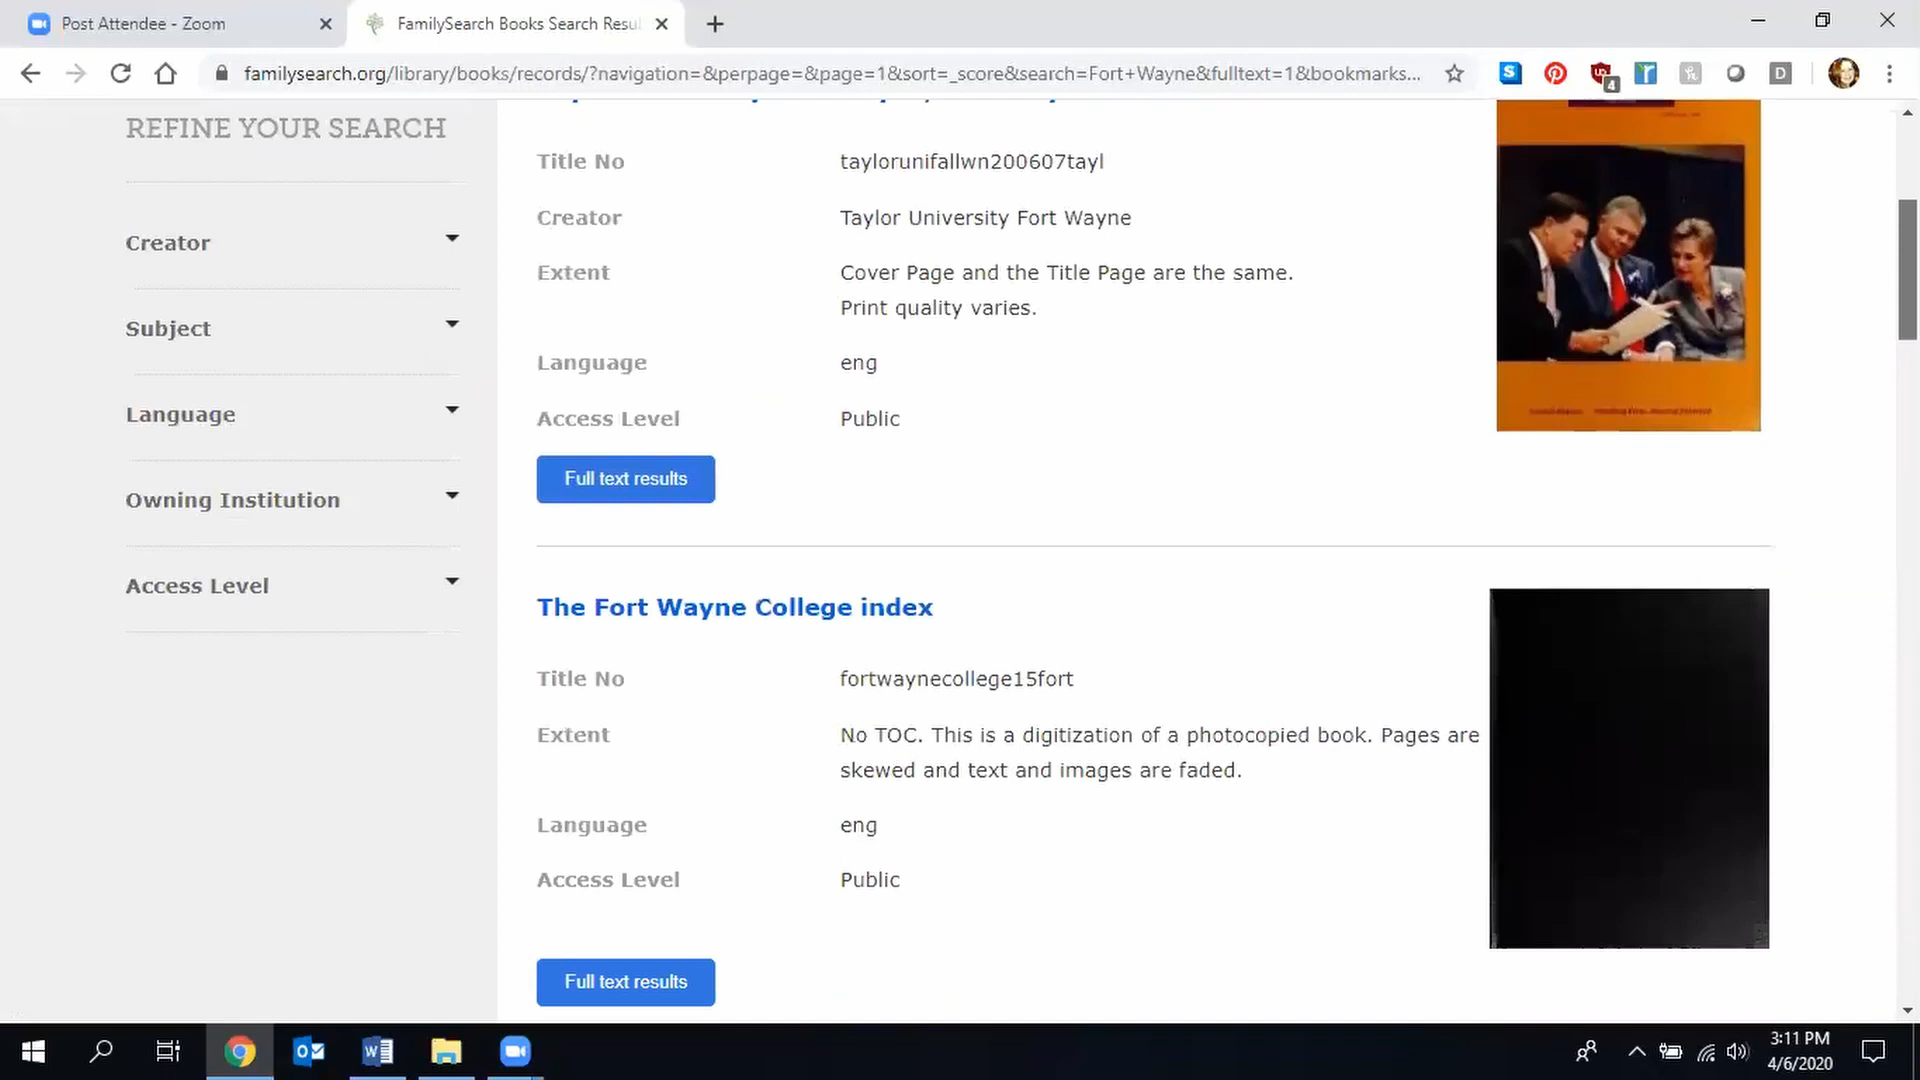 Post Attendee - Zoom
FamilySearch Books Search Resu
familysearch.org/library/books/records/?navigation=&perpage=&page=1&sort=_score&search=Fort+Wayne&fulltext=1&bookmarks...
4
D
REFINE YOUR SEARCH
Creator
Subject
Language
Owning Institution
Access Level
Title No taylorunifallwn200607tayl
Creator Taylor University Fort Wayne
Extent Cover Page and the Title Page are the same.
Print quality varies.
Language eng
Access Level Public
Full text results
The Fort Wayne College index
Title No fortwaynecollege15fort
Extent No TOC. This is a digitization of a photocopied book. Pages are
skewed and text and images are faded.
Language eng
Access Level Public
Full text results
3:11 PM
4/6/2020